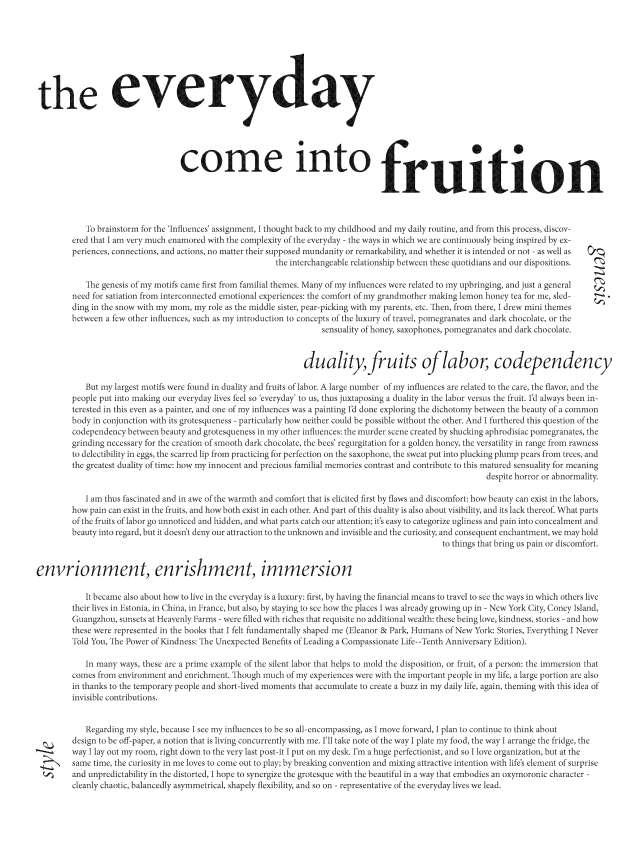 the everyday
come into fruition
genesis
To brainstorm for the 'Influences' assignment, I thought back to my childhood and my daily routine, and from this process, discov-
ered that I am very much enamored with the complexity of the everyday - the ways in which we are continuously being inspired by ex-
periences, connections, and actions, no matter their supposed mundanity or remarkability, and whether it is intended or not - as well as
the interchangeable relationship between these quotidians and our dispositions.
The genesis of my motifs came first from familial themes. Many of my influences were related to my upbringing, and just a general
need for satiation from interconnected emotional experiences: the comfort of my grandmother making lemon honey tea for me, sled-
ding in the snow with my mom, my role as the middle sister, pear-picking with my parents, etc. Then, from there, I drew mini themes
between a few other influences, such as my introduction to concepts of the luxury of travel, pomegranates and dark chocolate, or the
sensuality of honey, saxophones, pomegranates and dark chocolate.
duality, fruits of labor, codependency
But my largest motifs were found in duality and fruits of labor. A large number of my influences are related to the care, the flavor, and the
people put into making our everyday lives feel so 'everyday' to us, thus juxtaposing a duality in the labor versus the fruit. I'd always been in-
terested in this even as a painter, and one of my influences was a painting I'd done exploring the dichotomy between the beauty of a common
body in conjunction with its grotesqueness - particularly how neither could be possible without the other. And I furthered this question of the
codependency between beauty and grotesqueness in my other influences: the murder scene created by shucking aphrodisiac pomegranates, the
grinding necessary for the creation of smooth dark chocolate, the bees' regurgitation for a golden honey, the versatility in range from rawness
to delectibility in eggs, the scarred lip from practicing for perfection on the saxophone, the sweat put into plucking plump pears from trees, and
the greatest duality of time: how my innocent and precious familial memories contrast and contribute to this matured sensuality for meaning
despite horror or abnormality.
I am thus fascinated and in awe of the warmth and comfort that is elicited first by flaws and discomfort: how beauty can exist in the labors,
how pain can exist in the fruits, and how both exist in each other. And part of this duality is also about visibility, and its lack thereof. What parts
of the fruits of labor go unnoticed and hidden, and what parts catch our attention; it's easy to categorize ugliness and pain into concealment and
beauty into regard, but it doesn't deny our attraction to the unknown and invisible and the curiosity, and consequent enchantment, we may hold
to things that bring us pain or discomfort.
envrionment, enrishment, immersion
It became also about how to live in the everyday is a luxury: first, by having the financial means to travel to see the ways in which others live
their lives in Estonia, in China, in France, but also, by staying to see how the places I was already growing up in - New York City, Coney Island,
Guangzhou, sunsets at Heavenly Farms - were filled with riches that requisite no additional wealth: these being love, kindness, stories - and how
these were represented in the books that I felt fundamentally shaped me (Eleanor & Park, Humans of New York: Stories, Everything I Never
Told You, The Power of Kindness: The Unexpected Benefits of Leading a Compassionate Life--Tenth Anniversary Edition).
In many ways, these are a prime example of the silent labor that helps to mold the disposition, or fruit, of a person: the immersion that
comes from environment and enrichment. Though much of my experiences were with the important people in my life, a large portion are also
in thanks to the temporary people and short-lived moments that accumulate to create a buzz in my daily life, again, theming with this idea of
invisible contributions.
style
Regarding my style, because I see my influences to be so all-encompassing, as I move forward, I plan to continue to think about
design to be off-paper, a notion that is living concurrently with me. I'll take note of the way I plate my food, the way I arrange the fridge, the
way I lay out my room, right down to the very last post-it I put on my desk. I'm a huge perfectionist, and so I love organization, but at the
same time, the curiosity in me loves to come out to play; by breaking convention and mixing attractive intention with life's element of surprise
and unpredictability in the distorted, I hope to synergize the grotesque with the beautiful in a way that embodies an oxymoronic character -
cleanly chaotic, balancedly asymmetrical, shapely flexibility, and so on - representative of the everyday lives we lead.